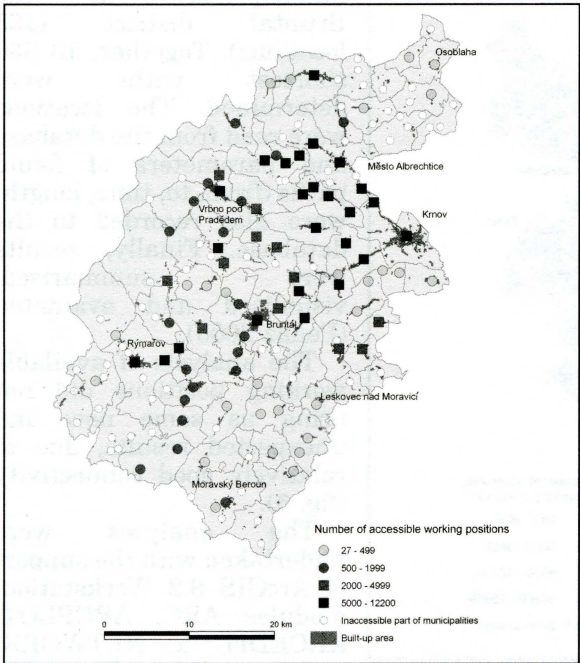 Osoblaha
Město Albrechtice
Krnov
Vrbno pod
Pradědem
Bruntál
Rýmařov
Leskovec nad Moravicí
Moravský Beroun
Number of accessible working positions
27 - 499
500 - 1999
2000 - 4999
5000 - 12200
Inaccessible part of municipalities
Built-up area
0 10 20 km